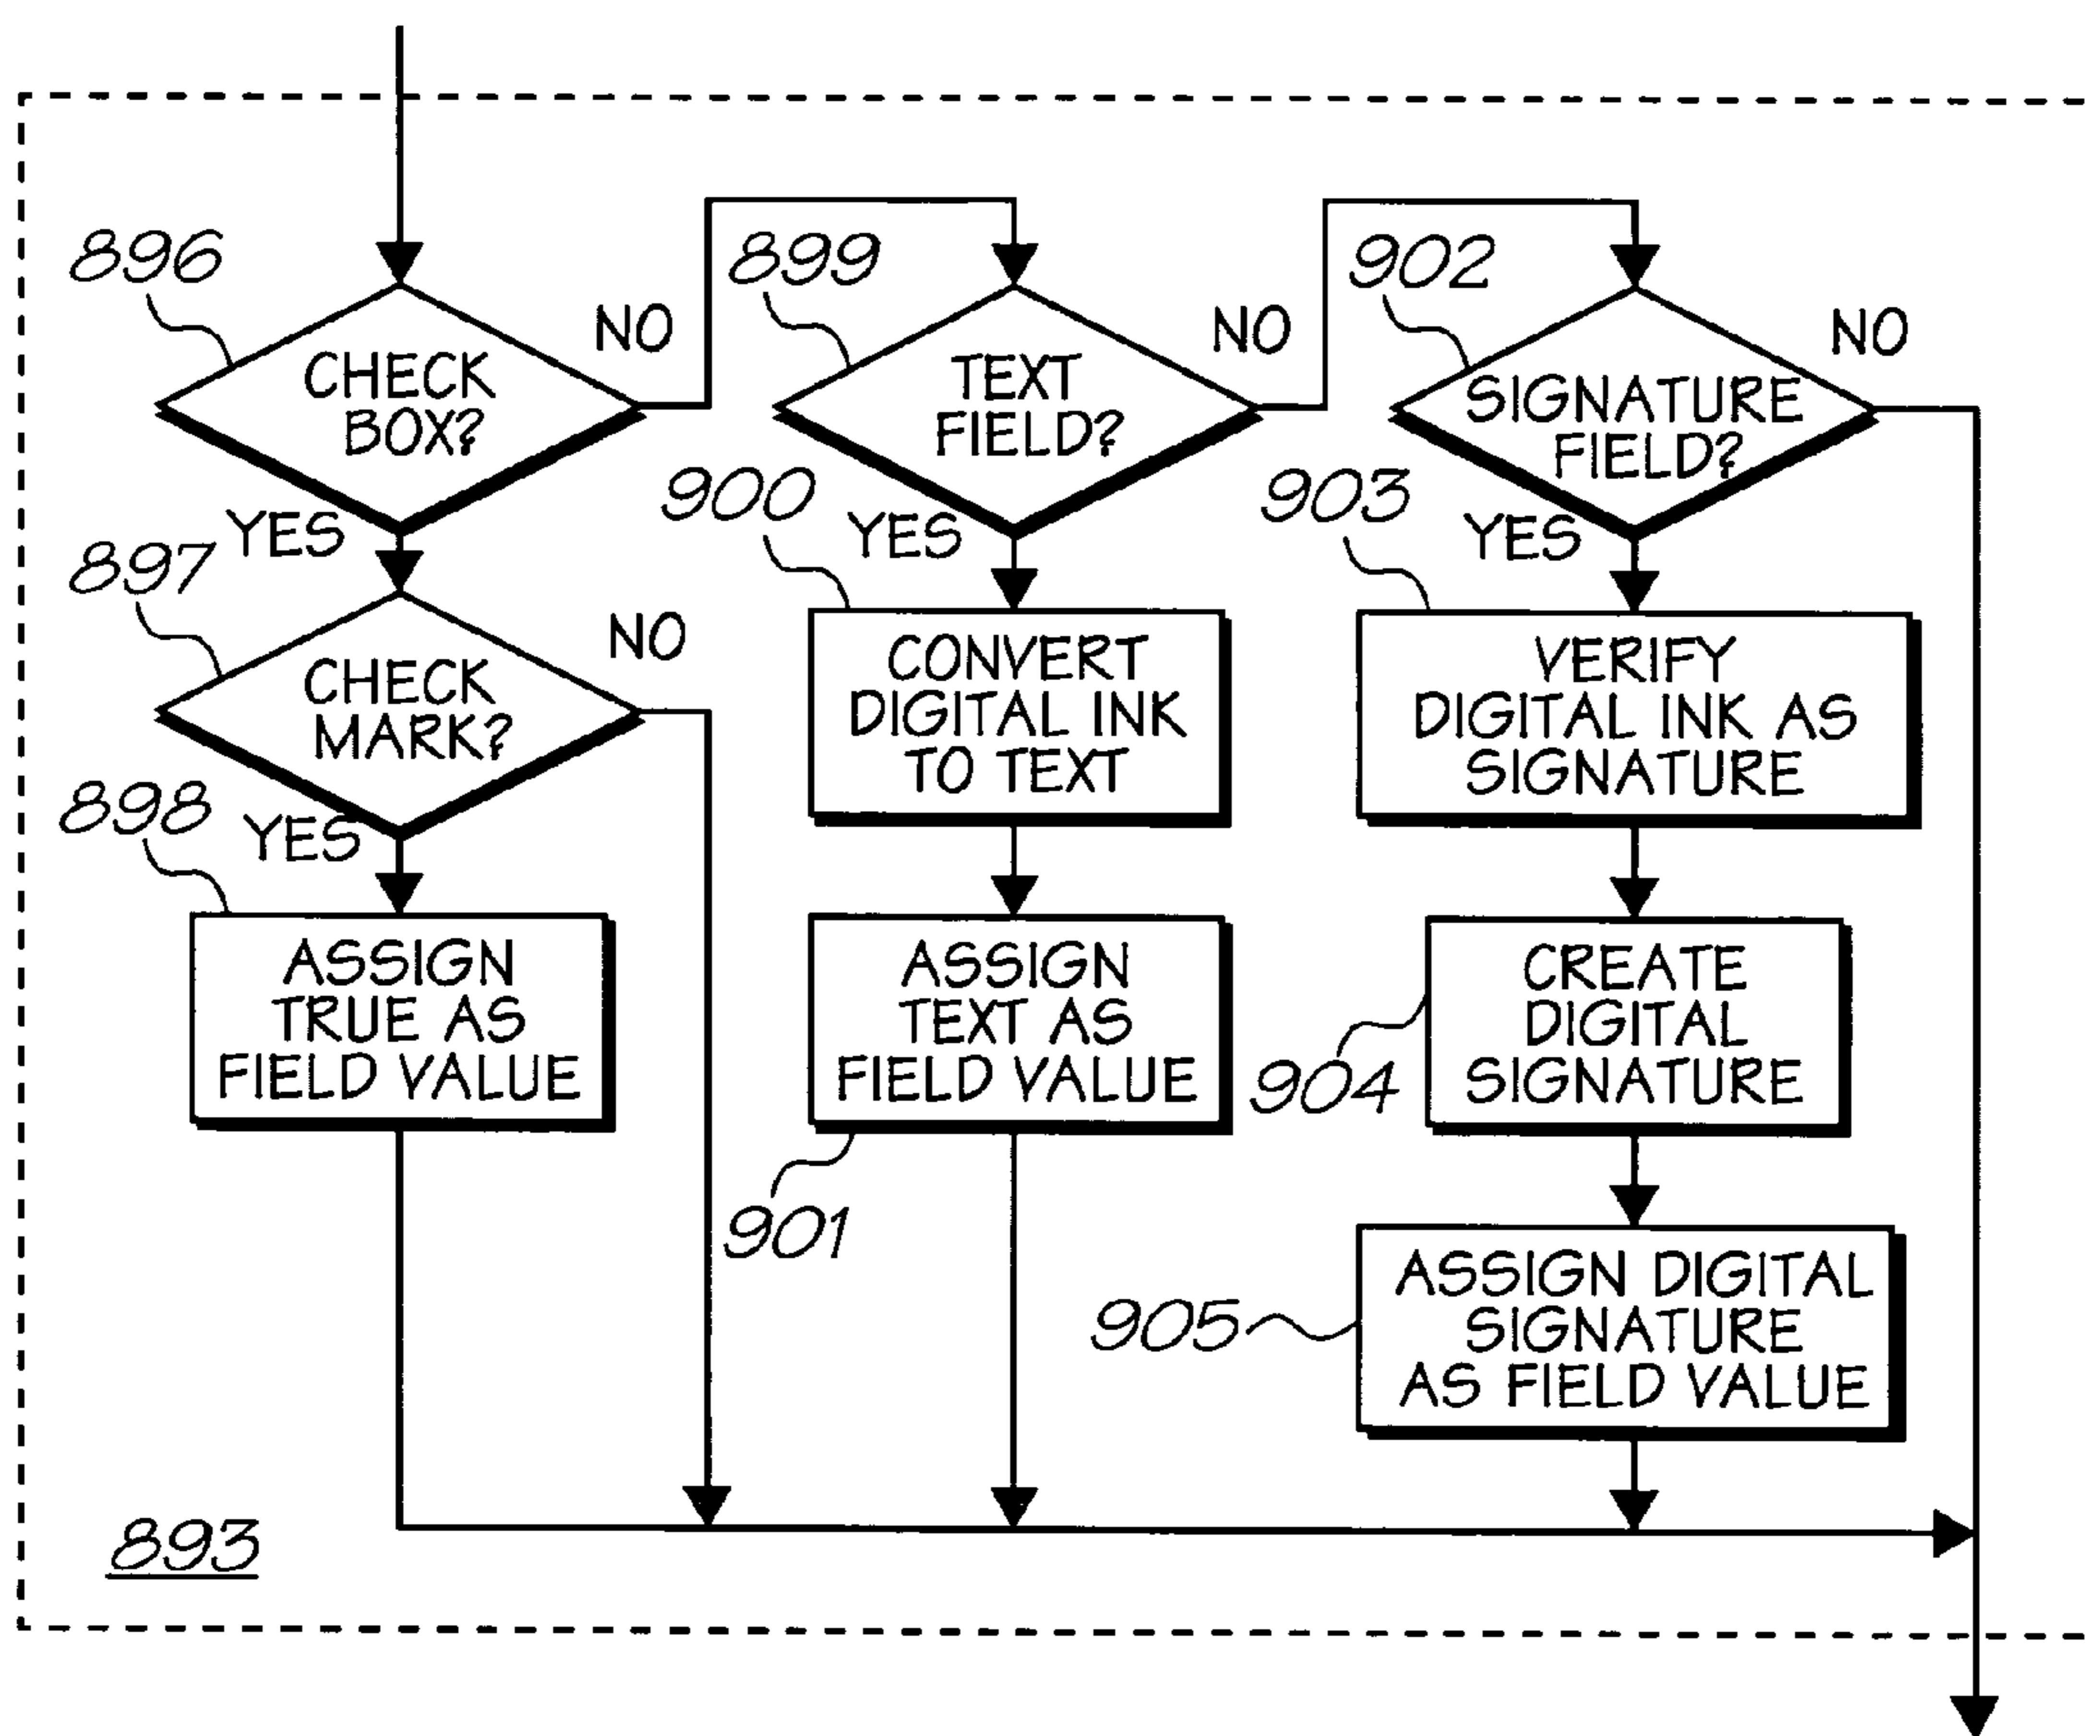 896
CHECK
BOX?
NO
YES
897
CHECK
MARK?
NO
YES
898
ASSIGN
TRUE AS
FIELD VALUE
899
TEXT
FIELD?
NO
YES
900
CONVERT
DIGITAL INK
TO TEXT
ASSIGN
TEXT AS
FIELD VALUE
901
902
SIGNATURE
FIELD?
NO
YES
903
VERIFY
DIGITAL INK AS
SIGNATURE
CREATE
DIGITAL
SIGNATURE
904
ASSIGN DIGITAL
SIGNATURE
AS FIELD VALUE
905
893